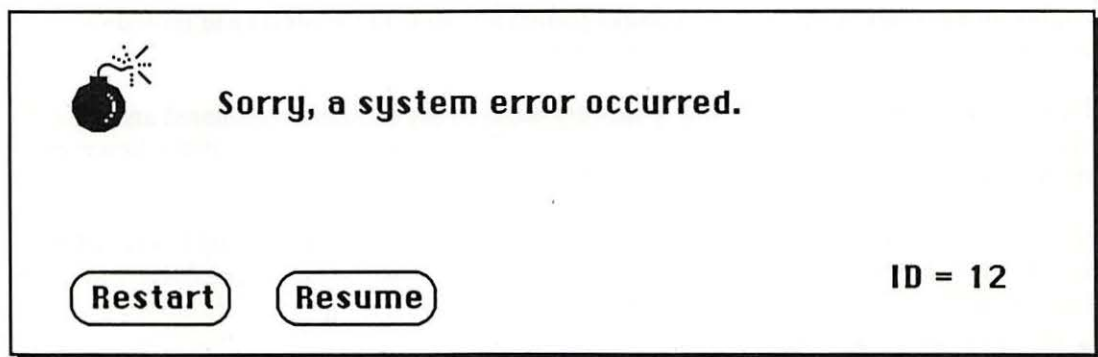 Sorry, a system error occurred.
ID = 12
Restart Resume